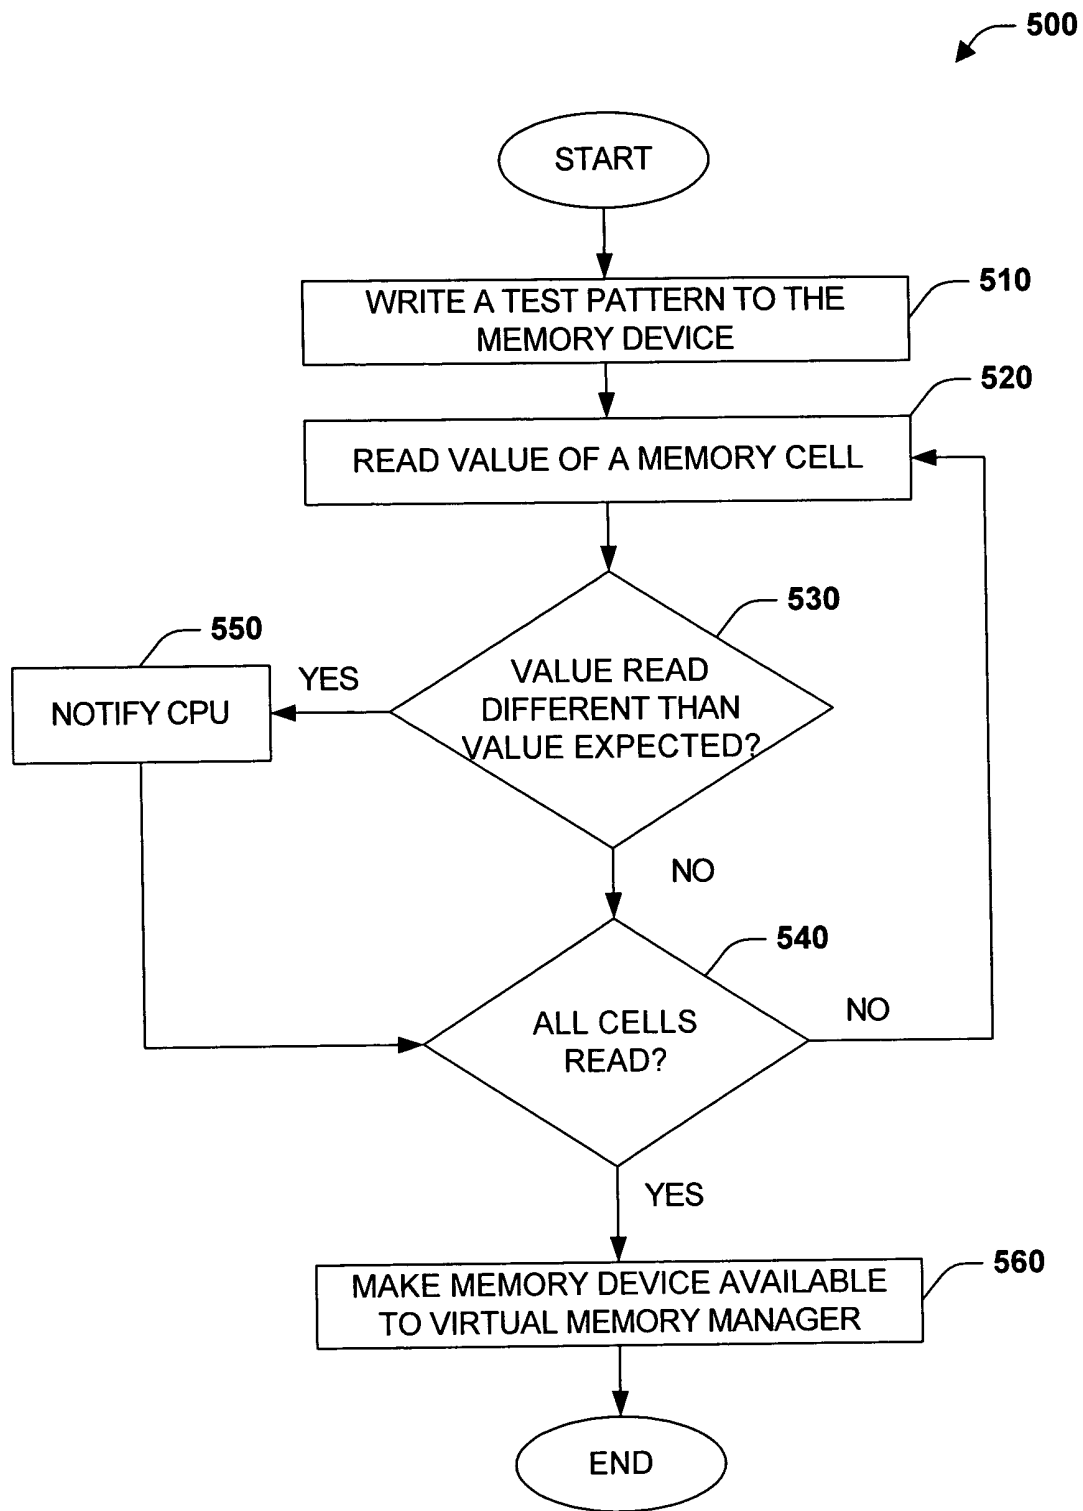 500
START
510
WRITE A TEST PATTERN TO THE
MEMORY DEVICE
520
READ VALUE OF A MEMORY CELL
530
550
YES
VALUE READ
DIFFERENT THAN
VALUE EXPECTED?
NOTIFY CPU
NO
540
NO
ALL CELLS
READ?
YES
560
MAKE MEMORY DEVICE AVAILABLE
TO VIRTUAL MEMORY MANAGER
END